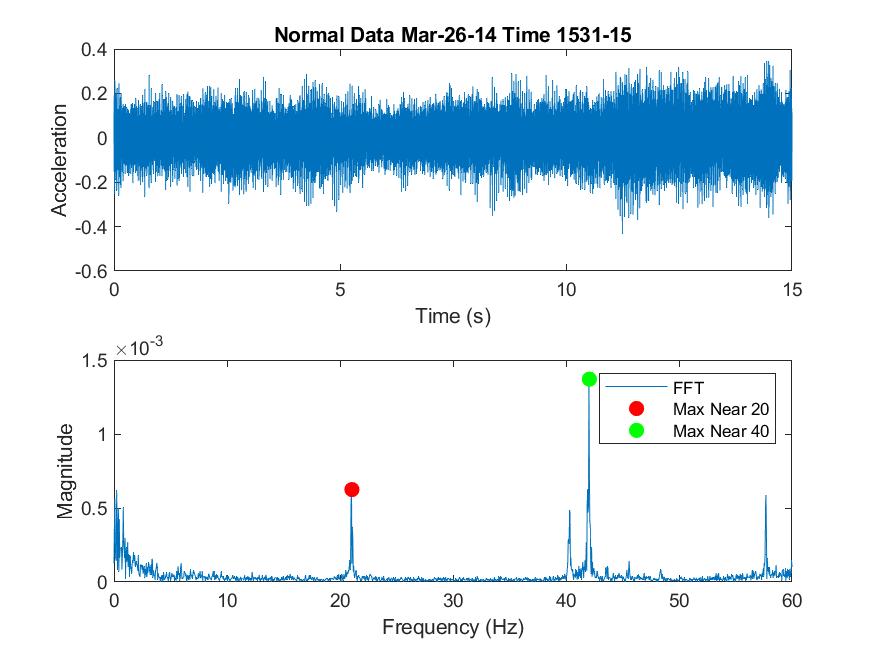 Normal Data Mar-26-14 Time 1531-15
0.4
0.2
0
-0.2
-0.4
-0.6
Acceleration
0 5 10 15
Time (s)
×10-3
1.5
1
0.5
0
Magnitude
FFT
Max Near 20
Max Near 40
0 10 20 30 40 50 60
Frequency (Hz)